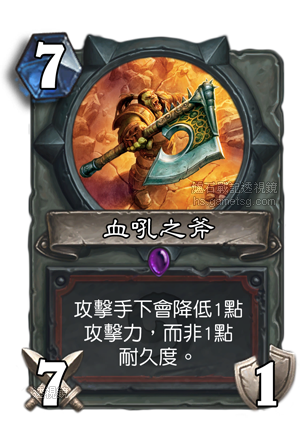 7
爐石戰記透視鏡
hs.gametsg.com
血吼之斧
攻擊手下會降低1點
攻擊力，而非1點
耐久度。
7
1